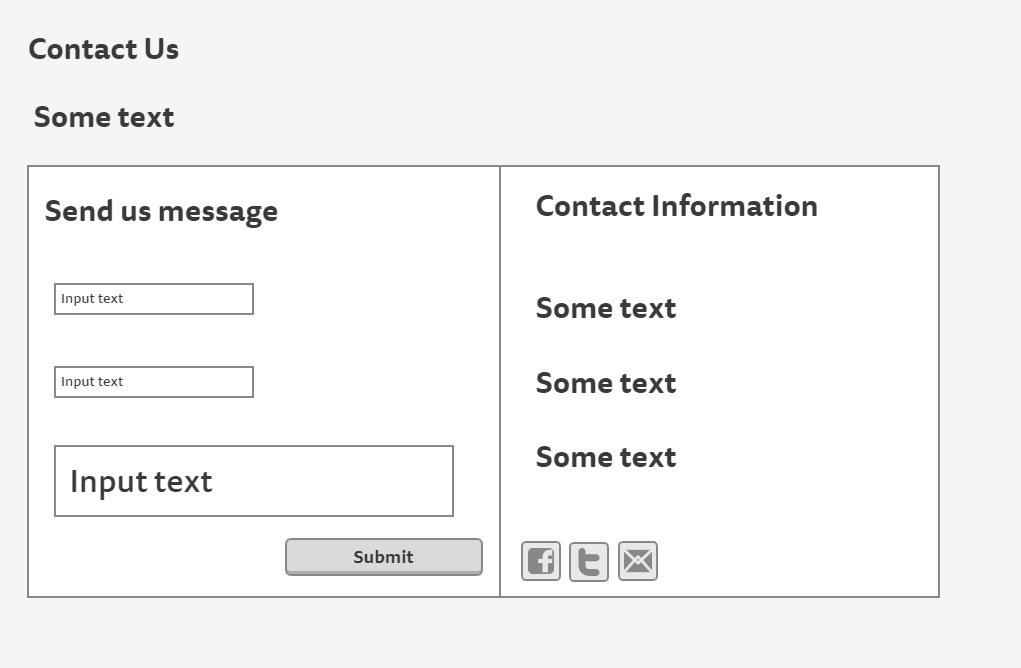 Contact Us
Some text
Send us message
Input text
Input text
Input text
Submit
Contact Information
Some text
Some text
Some text